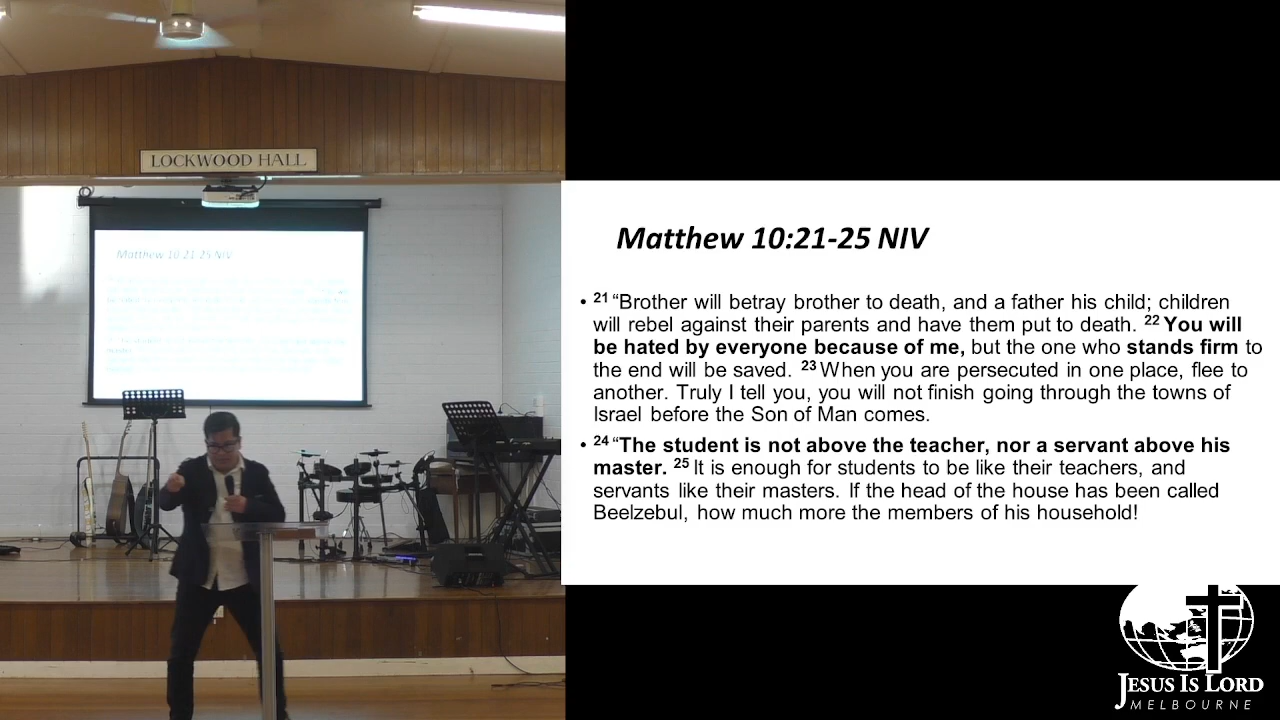 LOCKWOOD HALL
Matthew 10:21-25 NIV
Matthew 10:21-25 NIV
• 21 “Brother will betray brother to death, and a father his child; children
will rebel against their parents and have them put to death. 22 You will
be hated by everyone because of me, but the one who stands firm to
the end will be saved. 23 When you are persecuted in one place, flee to
another. Truly I tell you, you will not finish going through the towns of
Israel before the Son of Man comes.
• 24 “The student is not above the teacher, nor a servant above his
master. 25 It is enough for students to be like their teachers, and
servants like their masters. If the head of the house has been called
Beelzebul, how much more the members of his household!
JESUS IS LORD
MELBOURNE